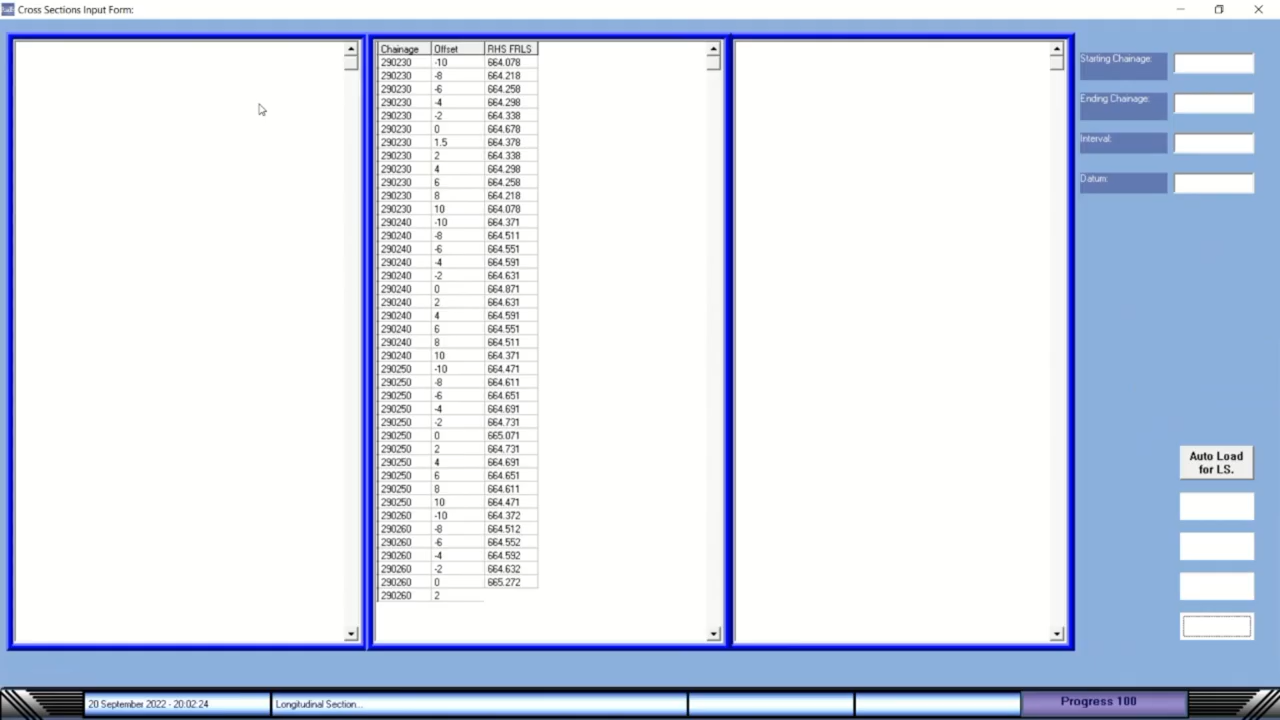 Cross Sections Input Form:
Chainage Offset RHS FRLS
290230 -10 664.078
290230 -8 664.218
290230 -6 664.258
290230 -4 664.298
290230 -2 664.338
290230 0 664.678
290230 1.5 664.378
290230 2 664.338
290230 4 664.298
290230 6 664.258
290230 8 664.218
290230 10 664.078
290240 -10 664.371
290240 -8 664.511
290240 -6 664.551
290240 -4 664.591
290240 -2 664.631
290240 0 664.871
290240 2 664.631
290240 4 664.591
290240 6 664.551
290240 8 664.511
290240 10 664.371
290250 -10 664.471
290250 -8 664.611
290250 -6 664.651
290250 -4 664.691
290250 -2 664.731
290250 0 665.071
290250 2 664.731
290250 4 664.691
290250 6 664.651
290250 8 664.611
290250 10 664.471
290260 -10 664.372
290260 -8 664.512
290260 -6 664.552
290260 -4 664.592
290260 -2 664.632
290260 0 665.272
290260 2
Starting Chainage:
Ending Chainage:
Interval:
Datum:
Auto Load
for LS.
20 September 2022 - 20:02:24
Longitudinal Section...
Progress 100